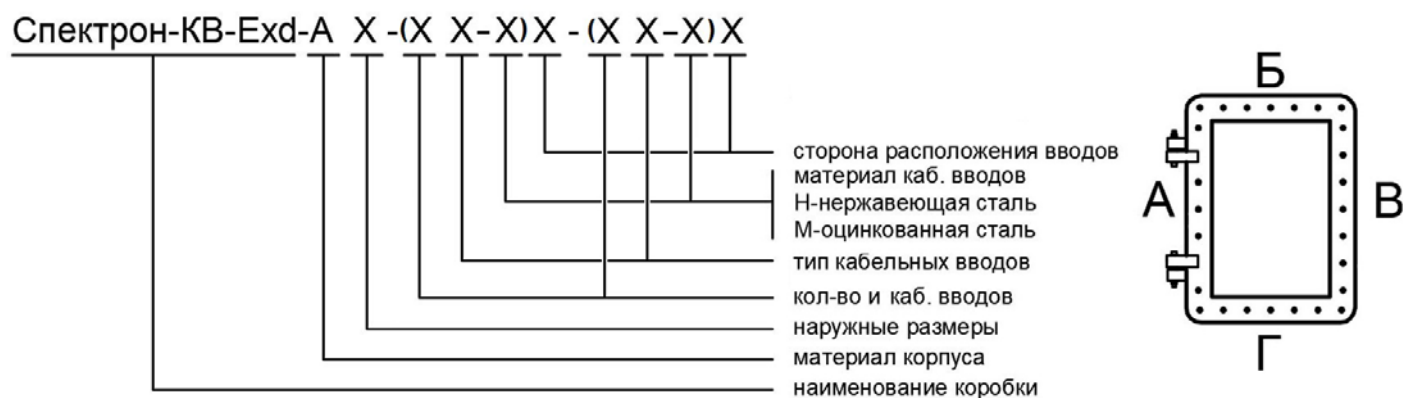 Спектрон-КВ-Exd-А Х -(Х Х-Х)Х - (Х Х-Х)Х
сторона расположения вводов
материал каб. вводов
Н-нержавеющая сталь
М-оцинкованная сталь
тип кабельных вводов
кол-во и каб. вводов
наружные размеры
материал корпуса
наименование коробки
Б
А
В
Г